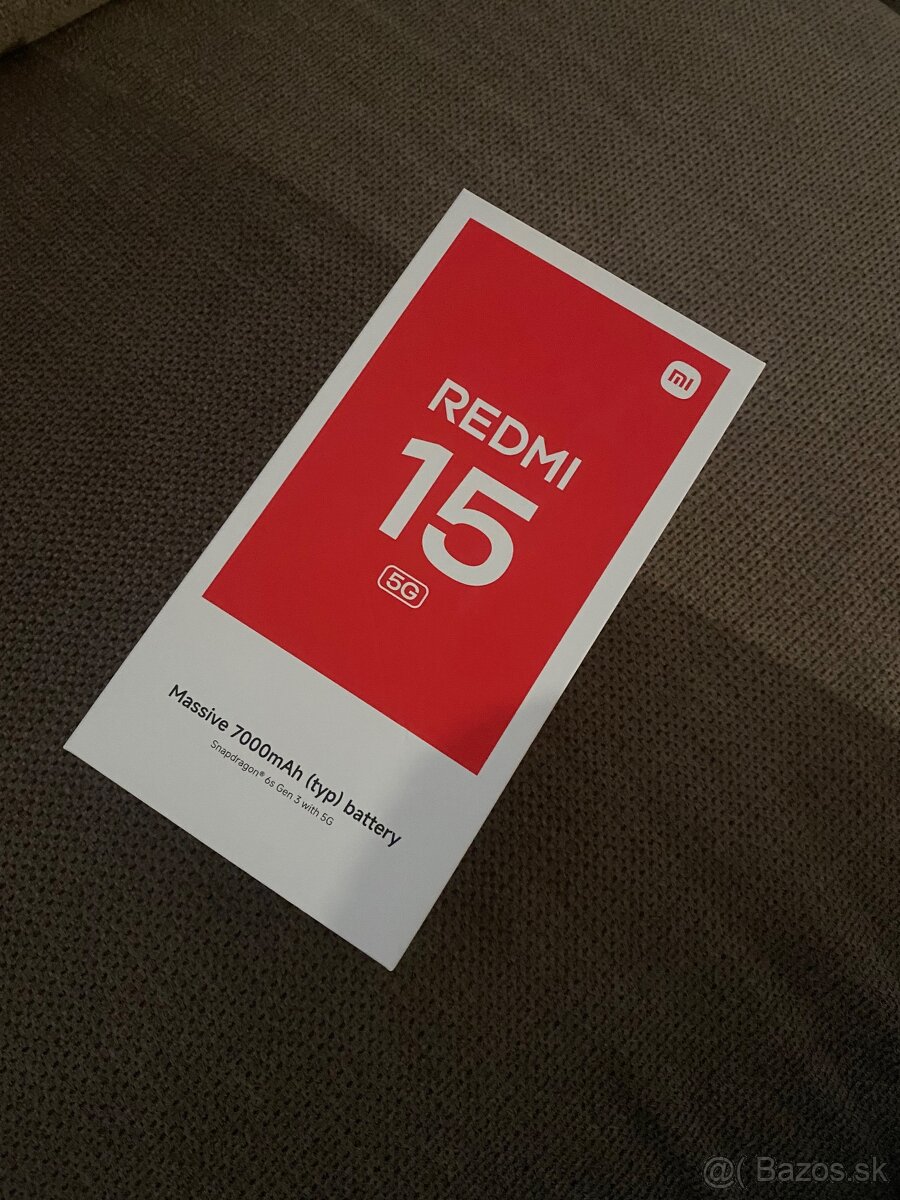 mi
REDMI
15
5G
Massive 7000mAh (typ) battery
Snapdragon® 6s Gen 3 with 5G
@( Bazos.sk